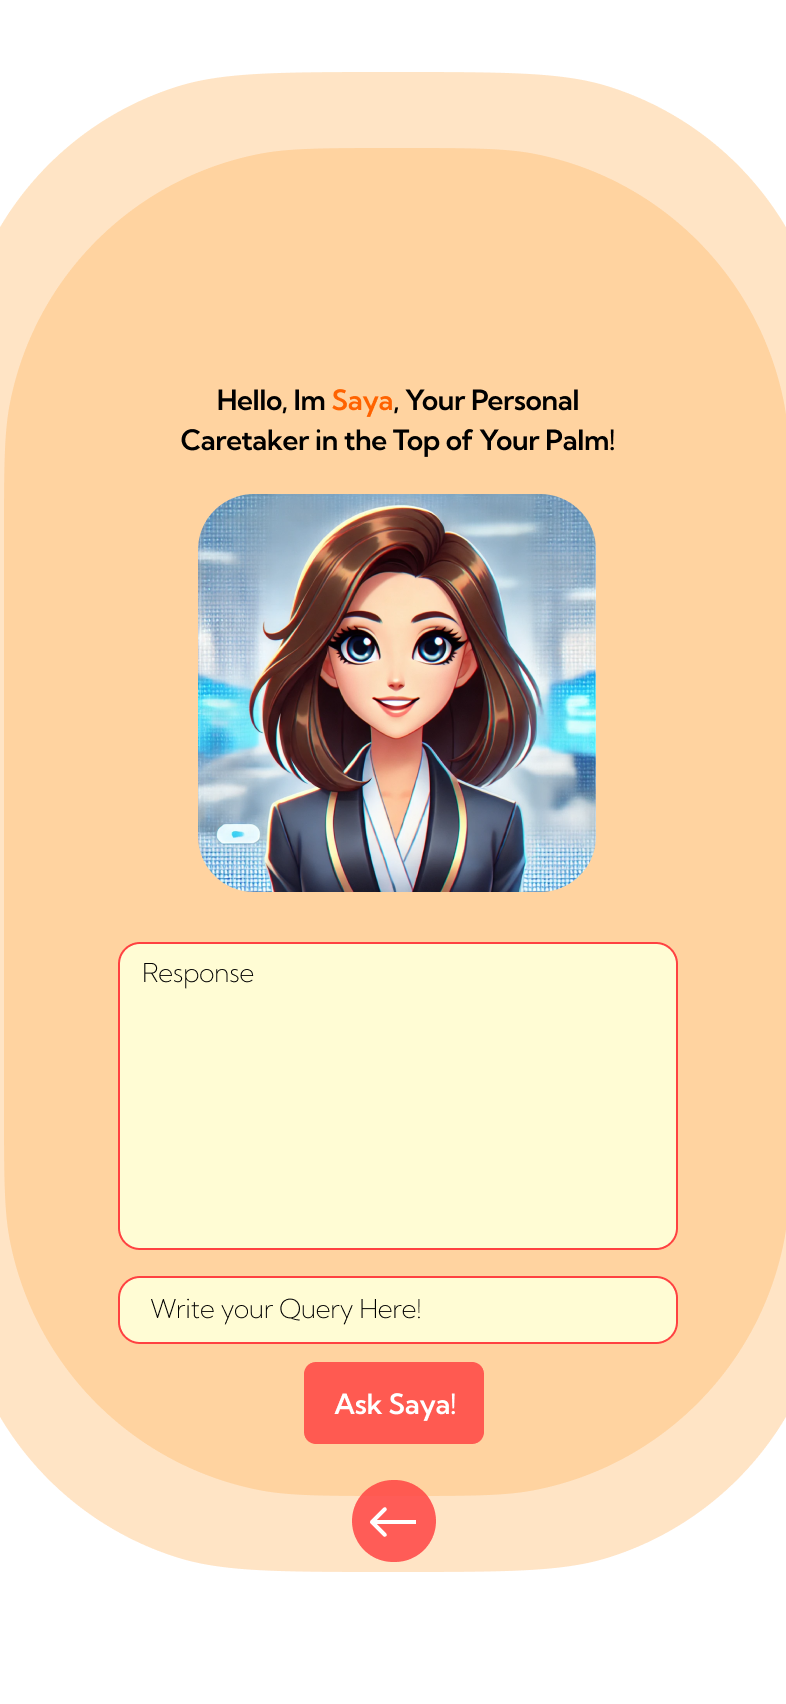 Hello, Im Saya, Your Personal
Caretaker in the Top of Your Palm!
Response
Write your Query Here!
Ask Saya!